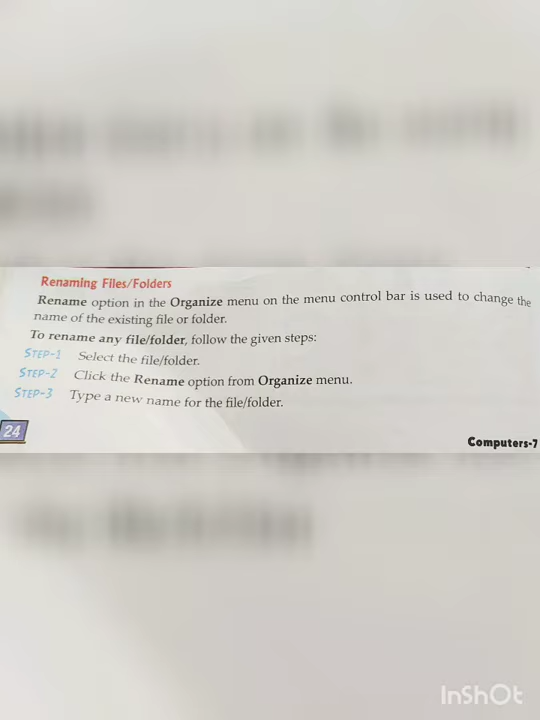 Renaming Files/Folders
Rename option in the Organize menu on the menu control bar is used to change the
name of the existing file or folder.
To rename any file/folder, follow the given steps:
STEP-1 Select the file/folder.
STEP-2 Click the Rename option from Organize menu.
STEP-3 Type a new name for the file/folder.
24
Computers-7
InShOt